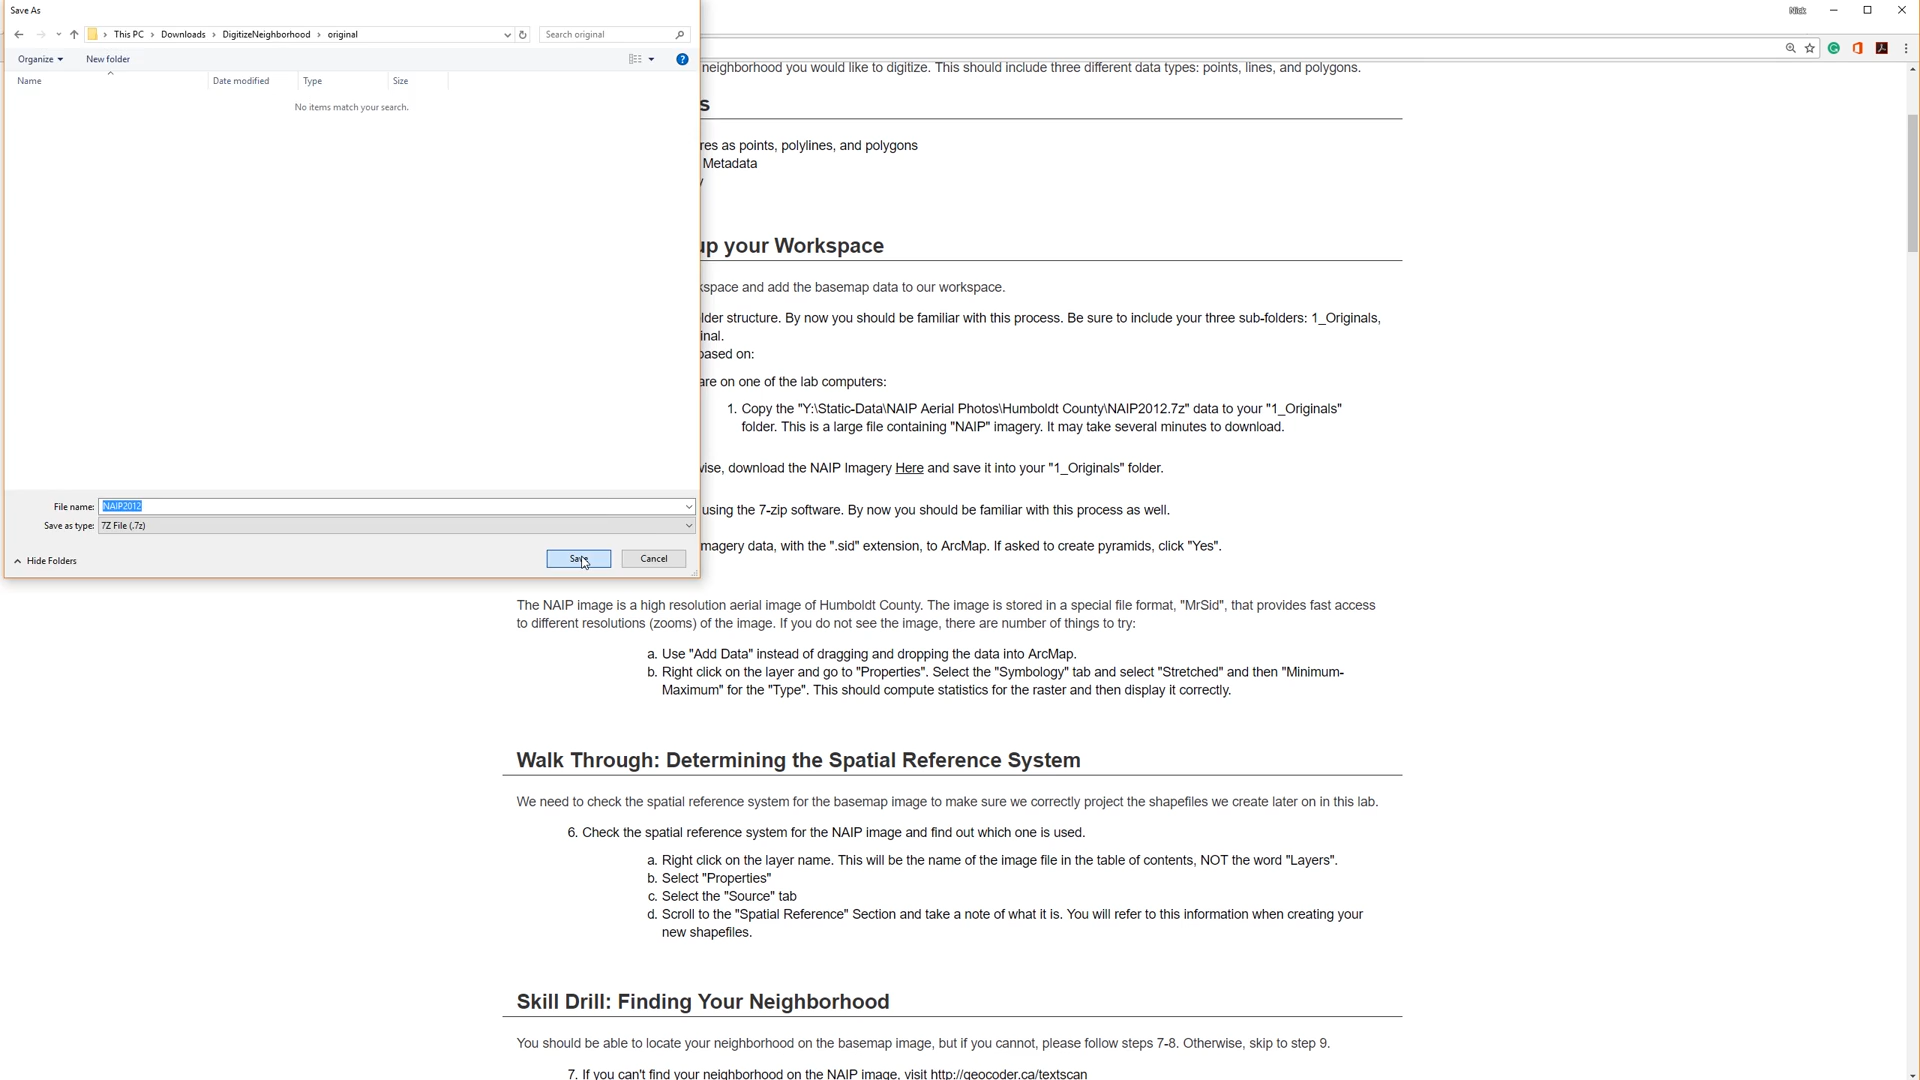 Save As
This PC > Downloads > DigitizeNeighborhood > original
Search original
Organize
New folder
Name
Date modified
Type
Size
No items match your search.
File name: NAIP2012
Save as type: 7Z File (.7z)
Hide Folders
Save
Cancel
Nick
neighborhood you would like to digitize. This should include three different data types: points, lines, and polygons.
s
res as points, polylines, and polygons
Metadata
y
up your Workspace
kspace and add the basemap data to our workspace.
lder structure. By now you should be familiar with this process. Be sure to include your three sub-folders: 1_Originals,
inal.
based on:
are on one of the lab computers:
1. Copy the "Y:\Static-Data\NAIP Aerial Photos\Humboldt County\NAIP2012.7z" data to your "1_Originals"
folder. This is a large file containing "NAIP" imagery. It may take several minutes to download.
wise, download the NAIP Imagery Here and save it into your "1_Originals" folder.
using the 7-zip software. By now you should be familiar with this process as well.
magery data, with the ".sid" extension, to ArcMap. If asked to create pyramids, click "Yes".
The NAIP image is a high resolution aerial image of Humboldt County. The image is stored in a special file format, "MrSid", that provides fast access
to different resolutions (zooms) of the image. If you do not see the image, there are number of things to try:
a. Use "Add Data" instead of dragging and dropping the data into ArcMap.
b. Right click on the layer and go to "Properties". Select the "Symbology" tab and select "Stretched" and then "Minimum-
Maximum" for the "Type". This should compute statistics for the raster and then display it correctly.
Walk Through: Determining the Spatial Reference System
We need to check the spatial reference system for the basemap image to make sure we correctly project the shapefiles we create later on in this lab.
6. Check the spatial reference system for the NAIP image and find out which one is used.
a. Right click on the layer name. This will be the name of the image file in the table of contents, NOT the word "Layers".
b. Select "Properties"
c. Select the "Source" tab
d. Scroll to the "Spatial Reference" Section and take a note of what it is. You will refer to this information when creating your
new shapefiles.
Skill Drill: Finding Your Neighborhood
You should be able to locate your neighborhood on the basemap image, but if you cannot, please follow steps 7-8. Otherwise, skip to step 9.
7. If you can't find your neighborhood on the NAIP image, visit http://geocoder.ca/textscan